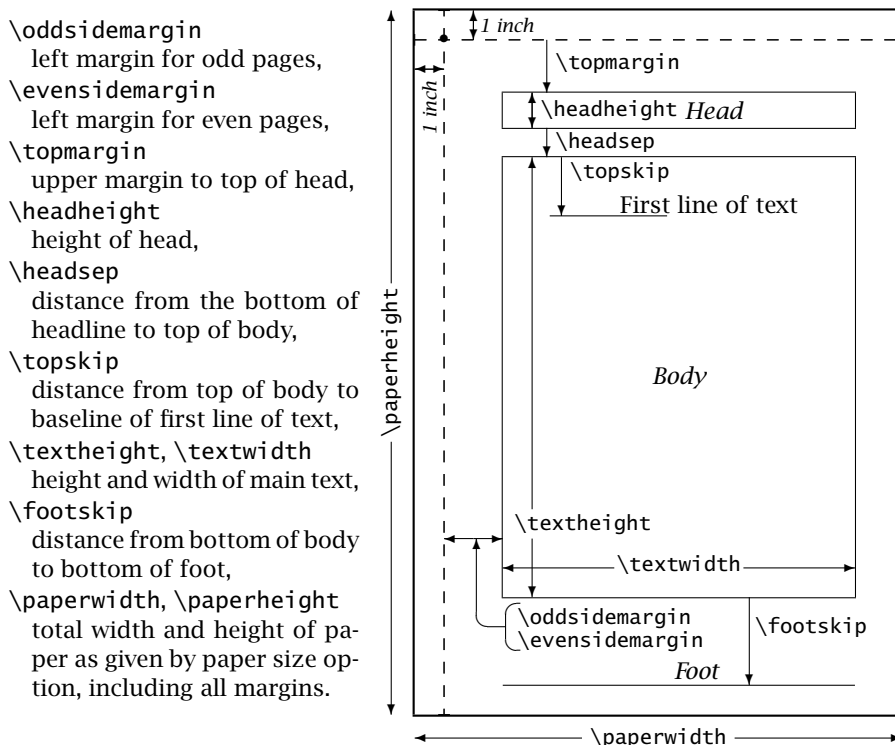 \oddsidemargin
left margin for odd pages,
\evensidemargin
left margin for even pages,
\topmargin
upper margin to top of head,
\headheight
height of head,
\headsep
distance from the bottom of
headline to top of body,
\topskip
distance from top of body to
baseline of first line of text,
\textheight, \textwidth
height and width of main text,
\footskip
distance from bottom of body
to bottom of foot,
\paperwidth, \paperheight
total width and height of pa-
per as given by paper size op-
tion, including all margins.
\paperheight
1 inch
1 inch
\topmargin
\headheight Head
\headsep
\topskip
First line of text
Body
\textheight
\textwidth
\oddsidemargin
\evensidemargin
\footskip
Foot
\paperwidth